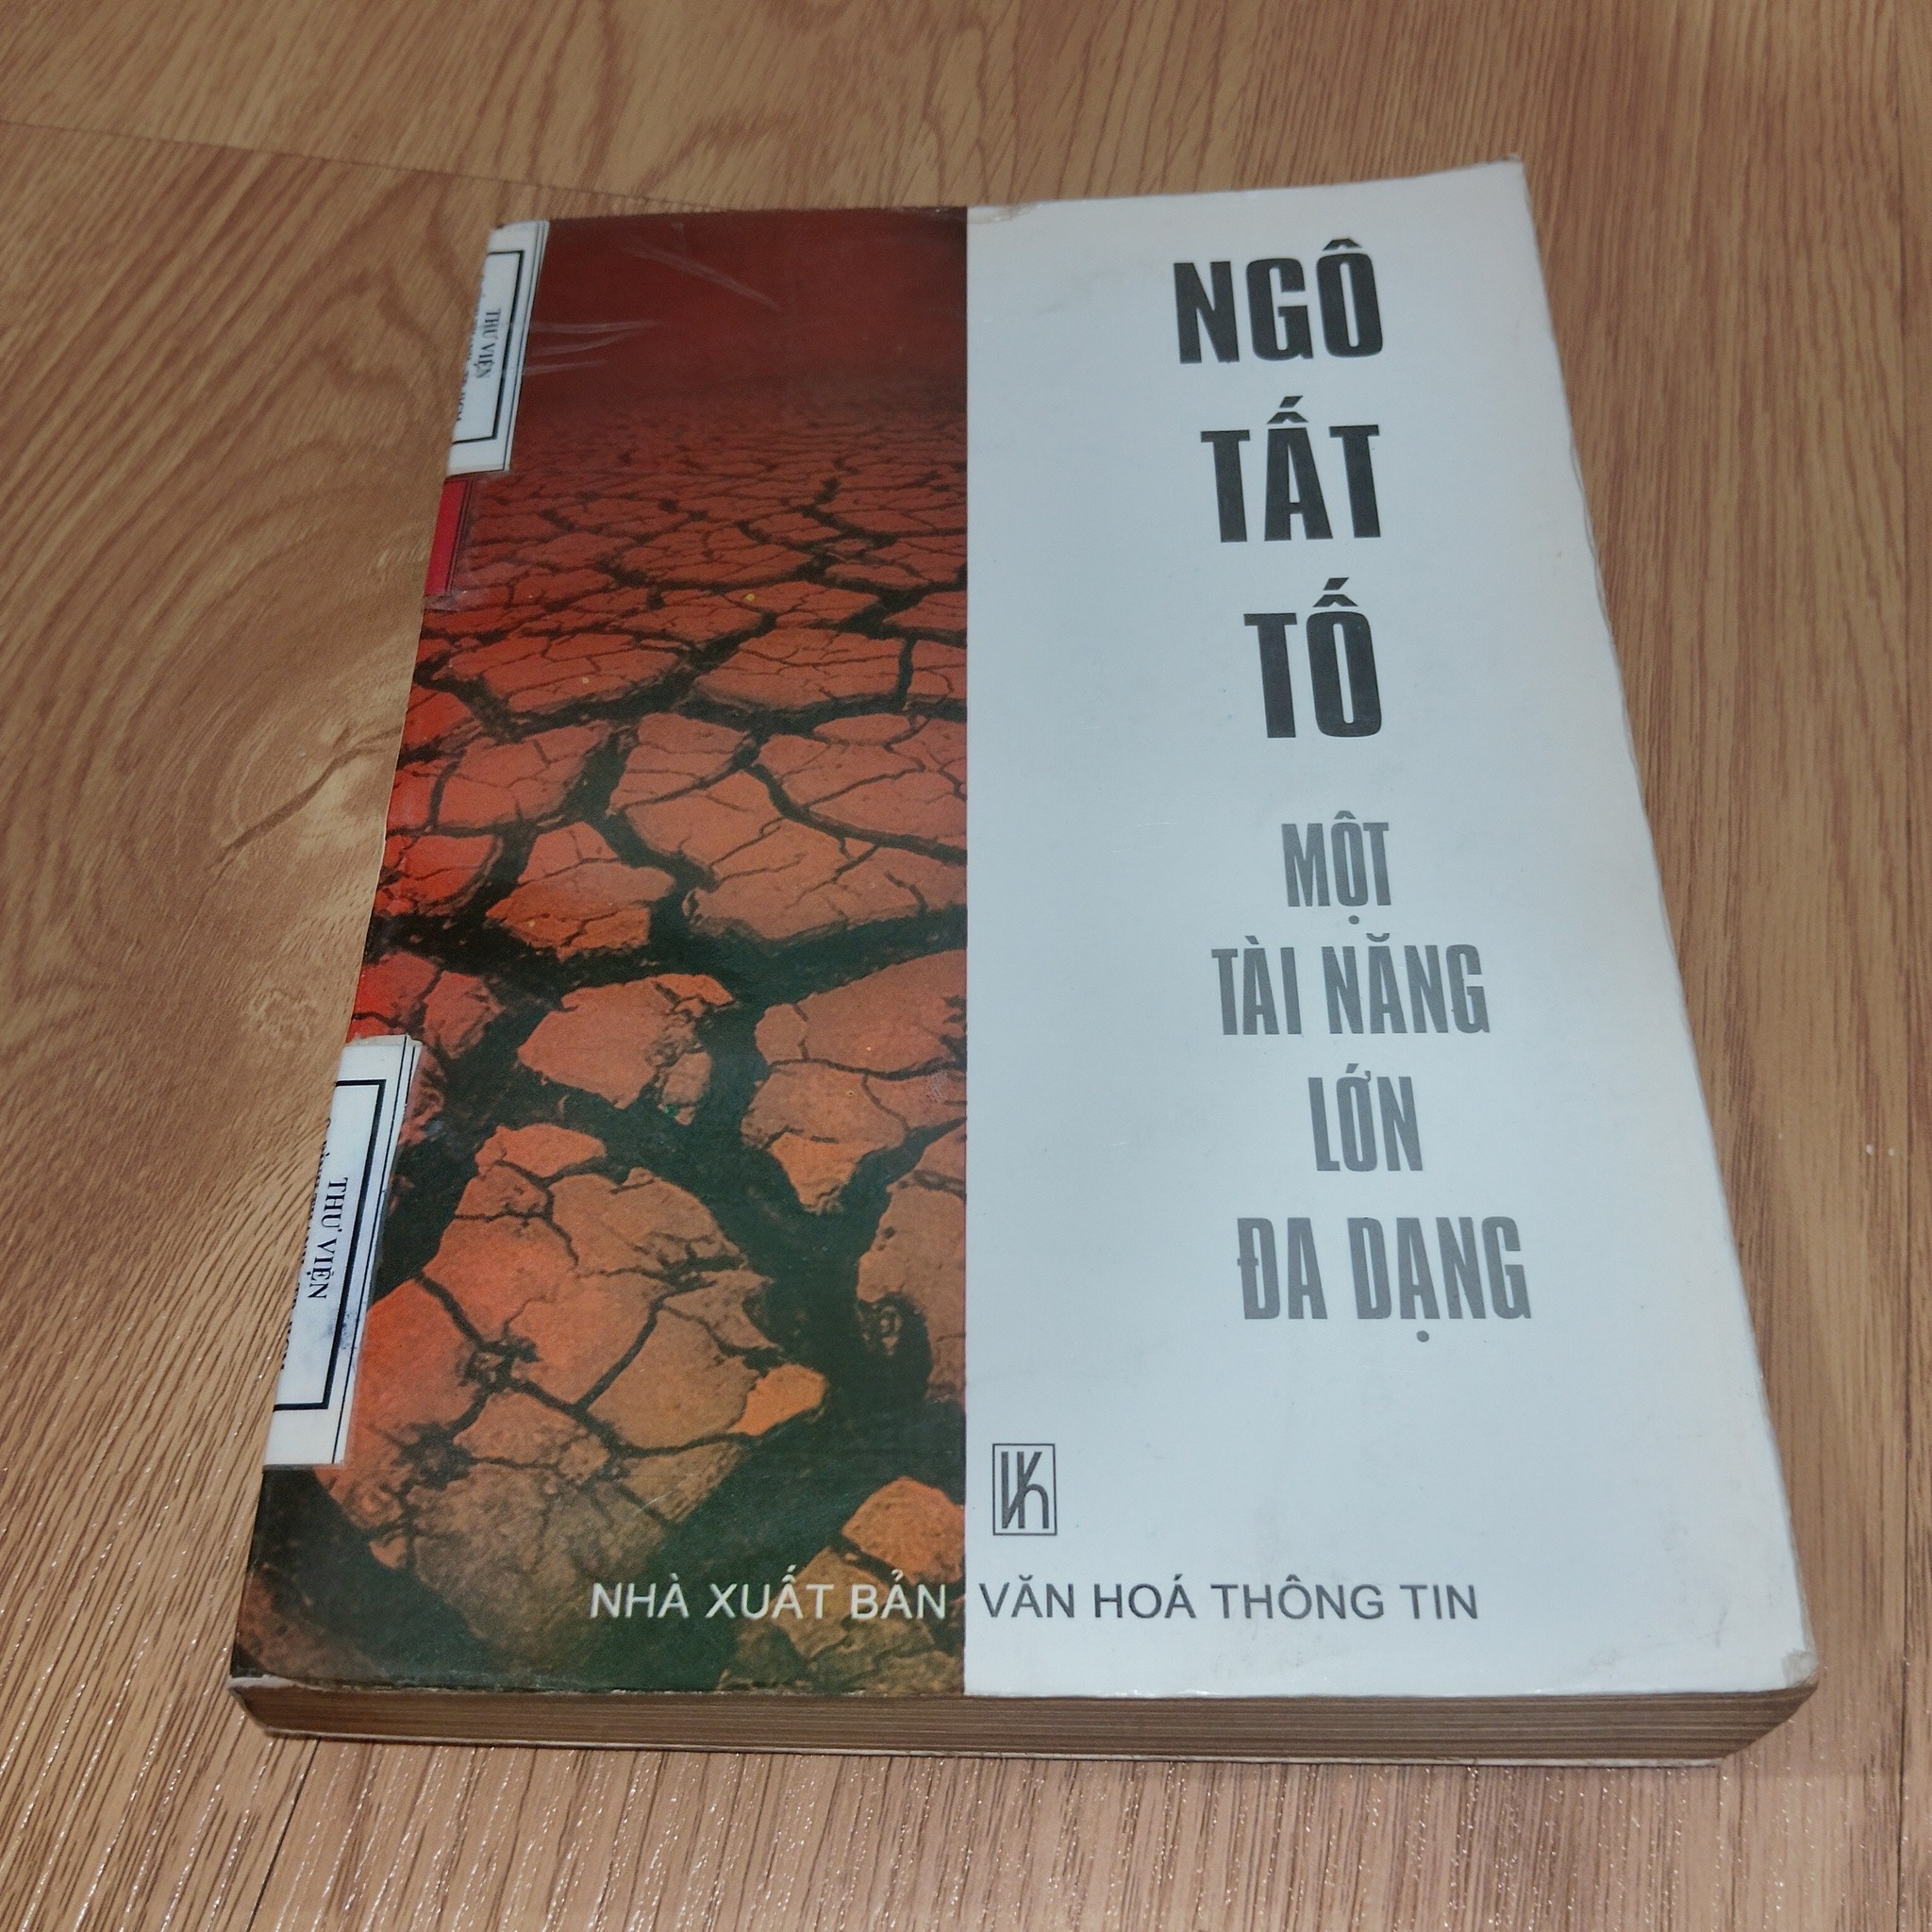 NGÔ
TẤT
TỐ
MỘT
TÀI NĂNG
LỚN
ĐA DẠNG
NHÀ XUẤT BẢN VĂN HOÁ THÔNG TIN
THƯ VIỆN
THƯ VIỆN